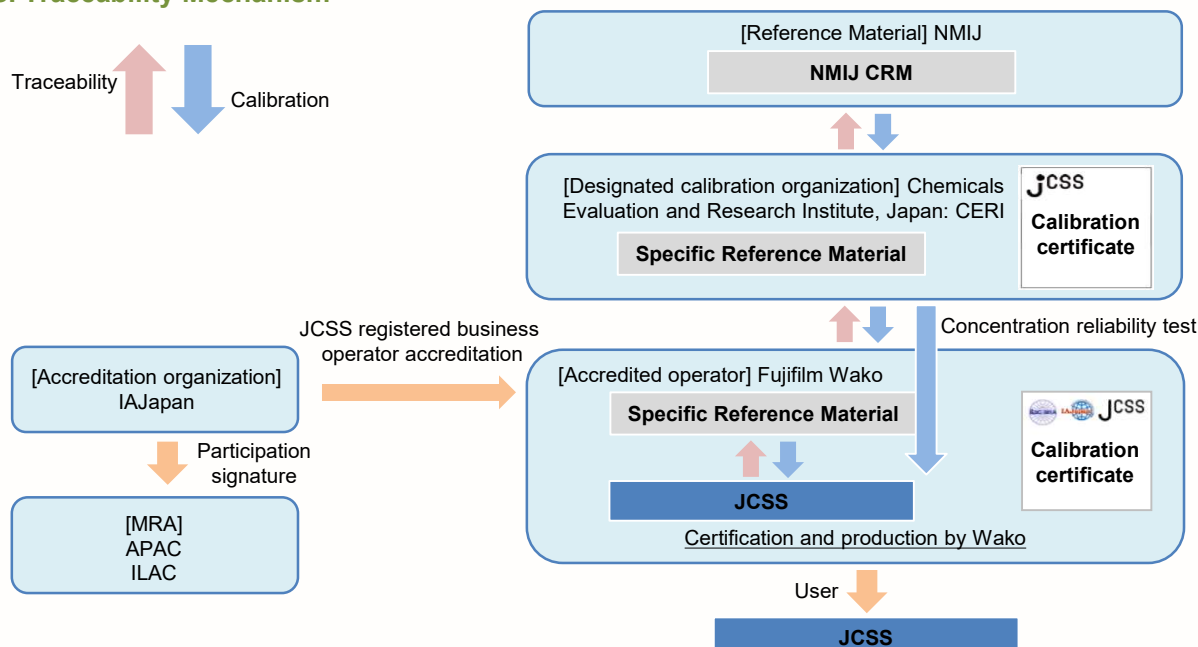 Traceability
Calibration
[Reference Material] NMIJ
NMIJ CRM
[Designated calibration organization] Chemicals
Evaluation and Research Institute, Japan: CERI
Specific Reference Material
jCSS
Calibration
certificate
Concentration reliability test
JCSS registered business
operator accreditation
[Accreditation organization]
IAJapan
Participation
signature
[MRA]
APAC
ILAC
[Accredited operator] Fujifilm Wako
Specific Reference Material
JCSS
Calibration
certificate
JCSS
Certification and production by Wako
User
JCSS